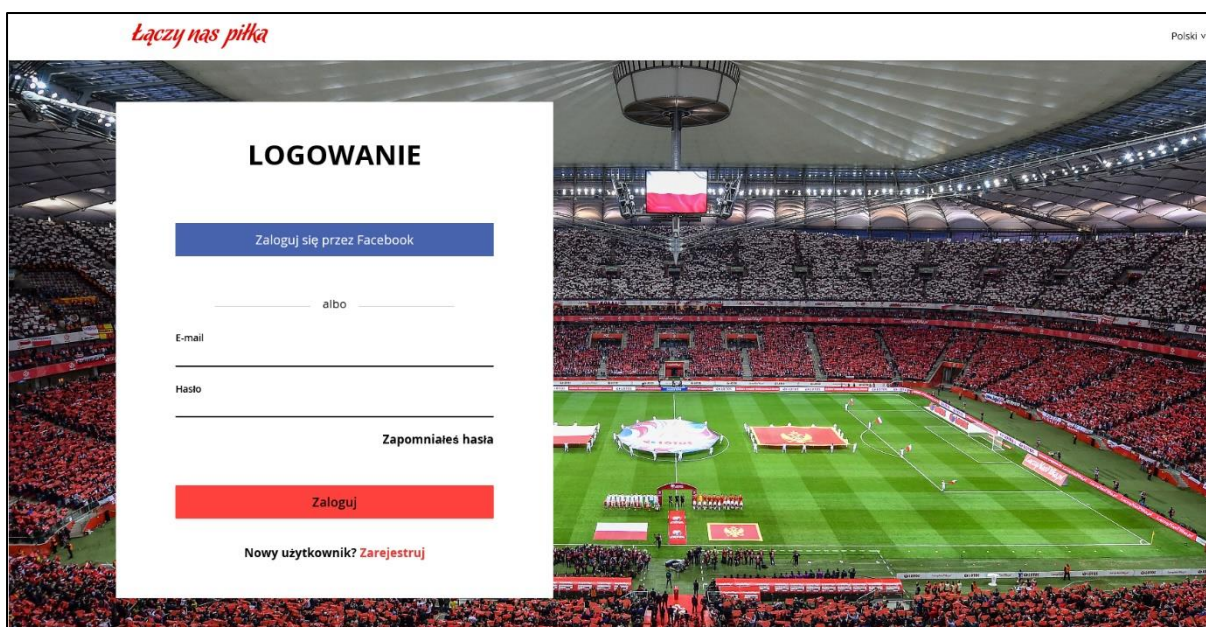 Łączy nas piłka
Polski
LOGOWANIE
Zaloguj się przez Facebook
albo
E-mail
Hasło
Zapomniałeś hasła
Zaloguj
Nowy użytkownik? Zarejestruj